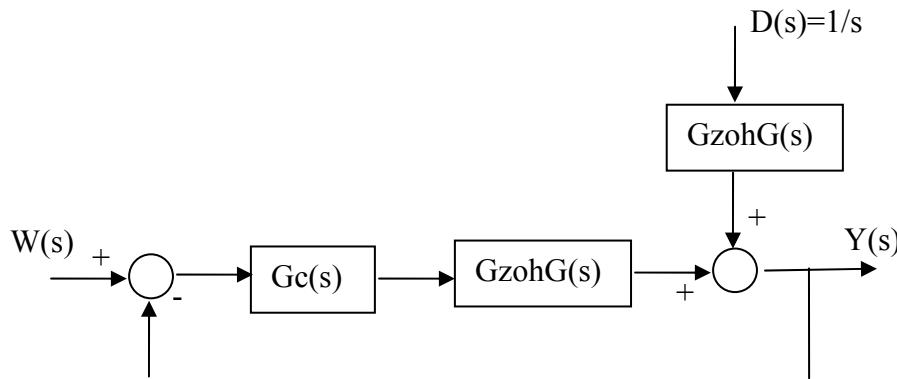 D(s)=1/s
GzohG(s)
+
W(s)
+
-
Gc(s)
GzohG(s)
+
Y(s)